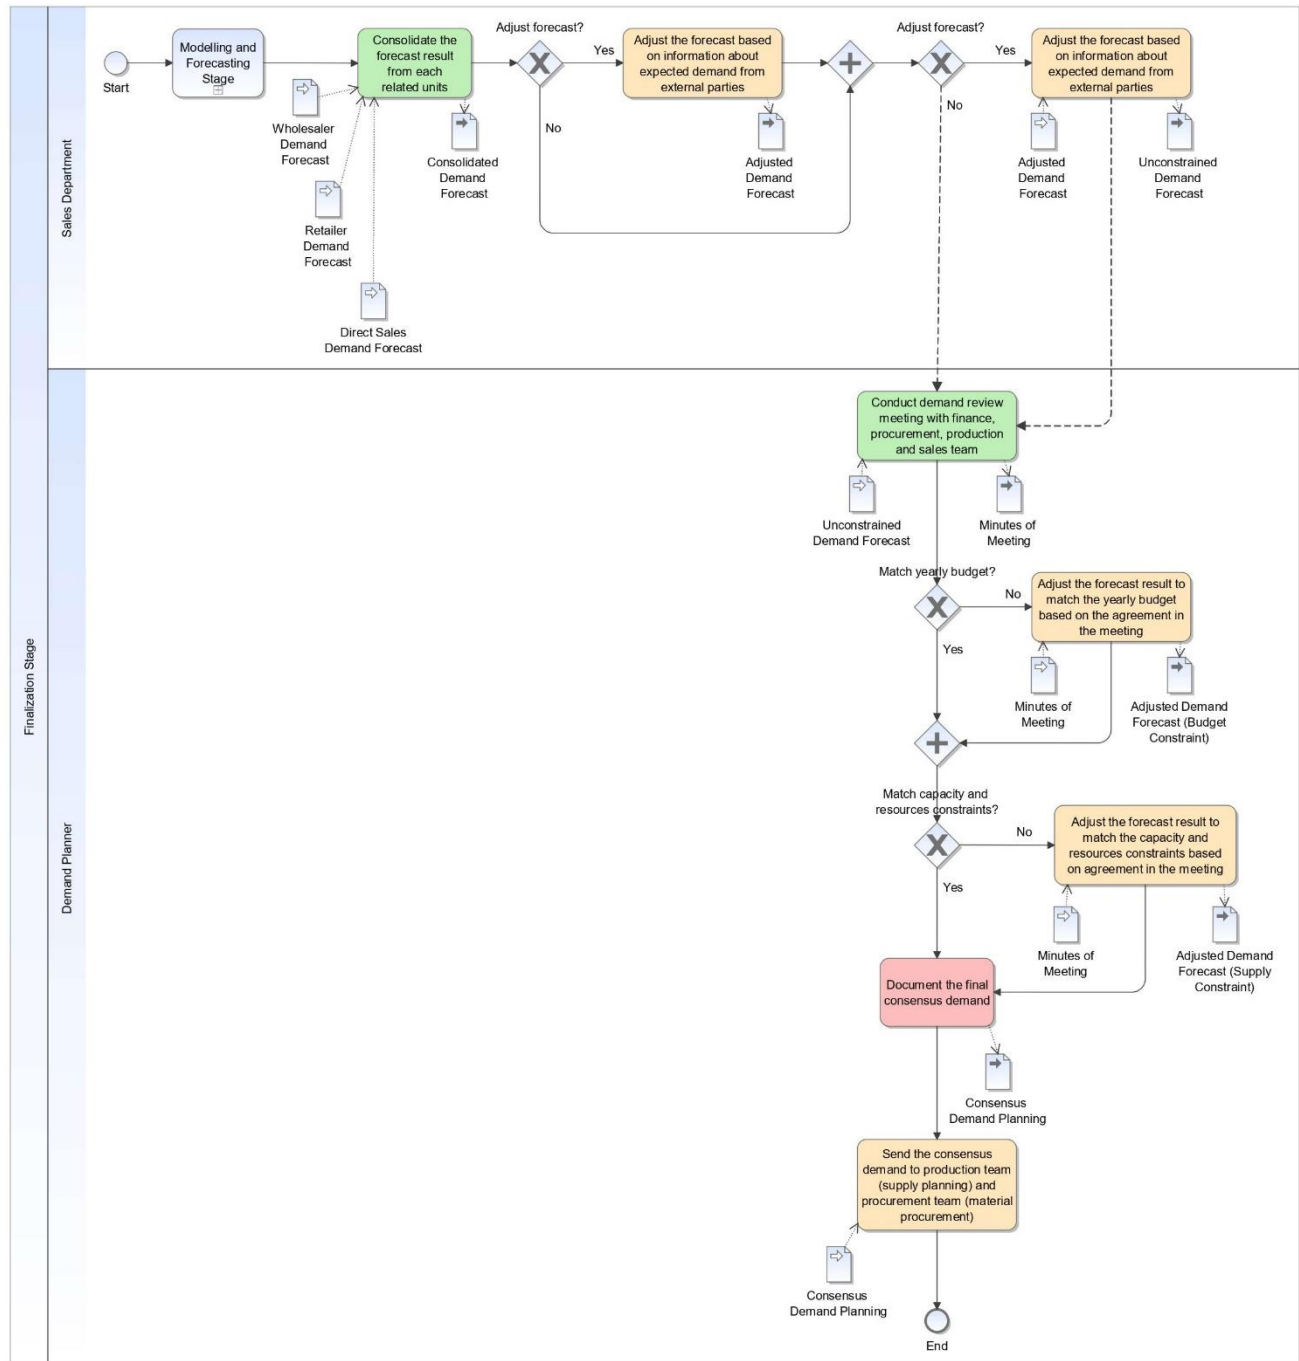 Finalization Stage
Sales Department
Start
Modelling and
Forecasting
Stage
Wholesaler
Demand
Forecast
Retailer
Demand
Forecast
Direct Sales
Demand Forecast
Consolidate the
forecast result
from each
related units
Consolidated
Demand
Forecast
Adjust forecast?
Yes
No
Adjust the forecast based
on information about
expected demand from
external parties
Adjusted
Demand
Forecast
Adjust forecast?
Yes
No
Adjust the forecast based
on information about
expected demand from
external parties
Adjusted
Demand
Forecast
Unconstrained
Demand
Forecast
Demand Planner
Conduct demand review
meeting with finance,
procurement, production
and sales team
Unconstrained
Demand Forecast
Minutes of
Meeting
Match yearly budget?
No
Yes
Adjust the forecast result to
match the yearly budget
based on the agreement in
the meeting
Minutes of
Meeting
Adjusted Demand
Forecast (Budget
Constraint)
Match capacity and
resources constraints?
No
Yes
Adjust the forecast result to
match the capacity and
resources constraints based
on agreement in the meeting
Minutes of
Meeting
Adjusted Demand
Forecast (Supply
Constraint)
Document the final
consensus demand
Consensus
Demand Planning
Send the consensus
demand to production team
(supply planning) and
procurement team (material
procurement)
Consensus
Demand Planning
End